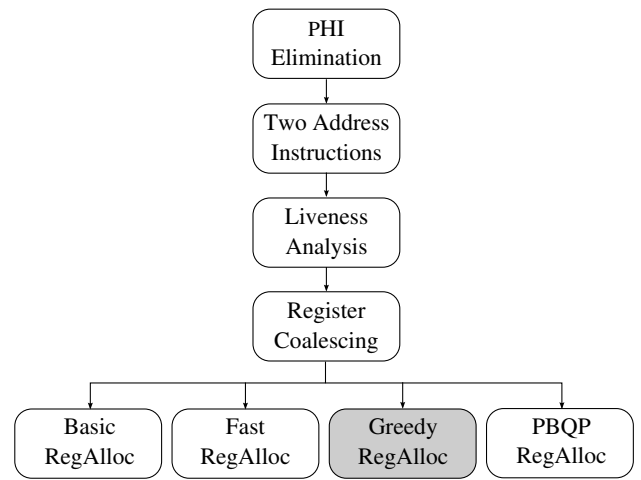 PHI
Elimination
Two Address
Instructions
Liveness
Analysis
Register
Coalescing
Basic
RegAlloc
Fast
RegAlloc
Greedy
RegAlloc
PBQP
RegAlloc